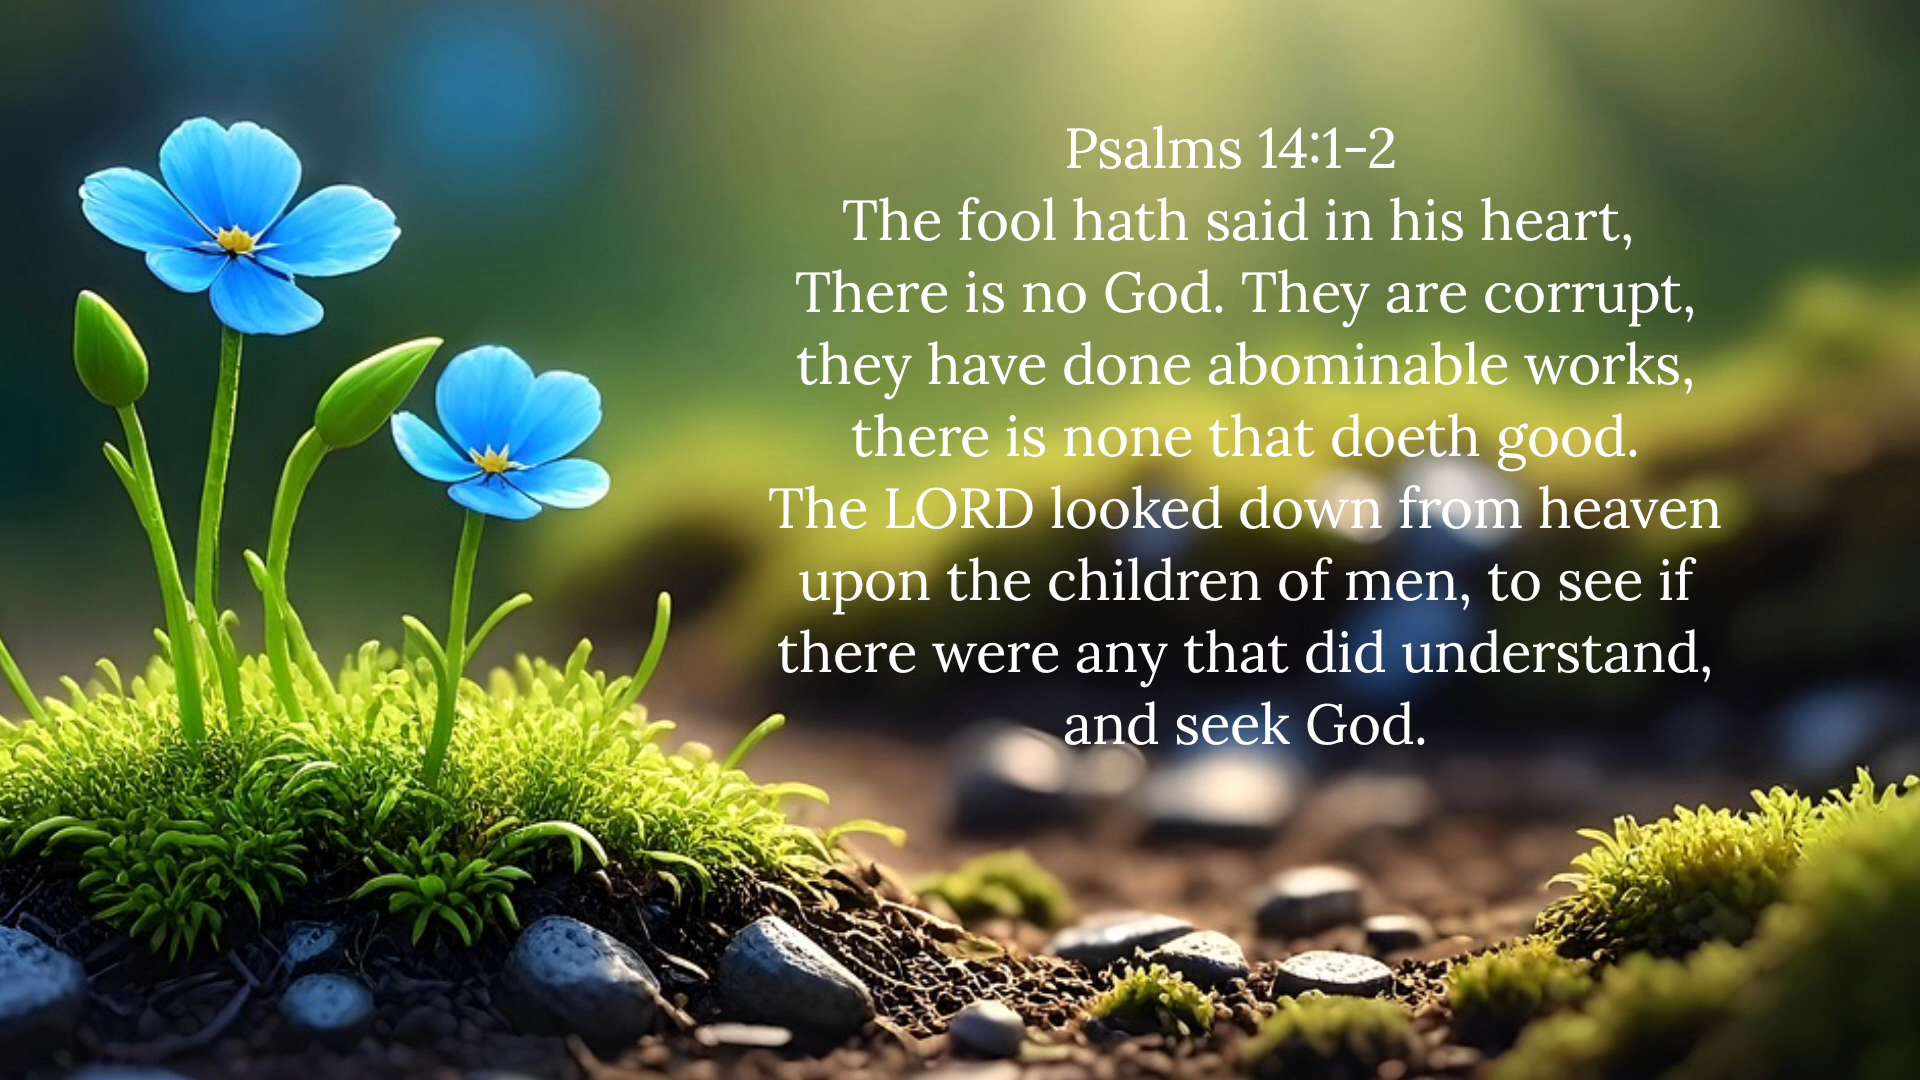 Psalms 14:1-2
The fool hath said in his heart,
There is no God. They are corrupt,
they have done abominable works,
there is none that doeth good.
The LORD looked down from heaven
upon the children of men, to see if
there were any that did understand,
and seek God.